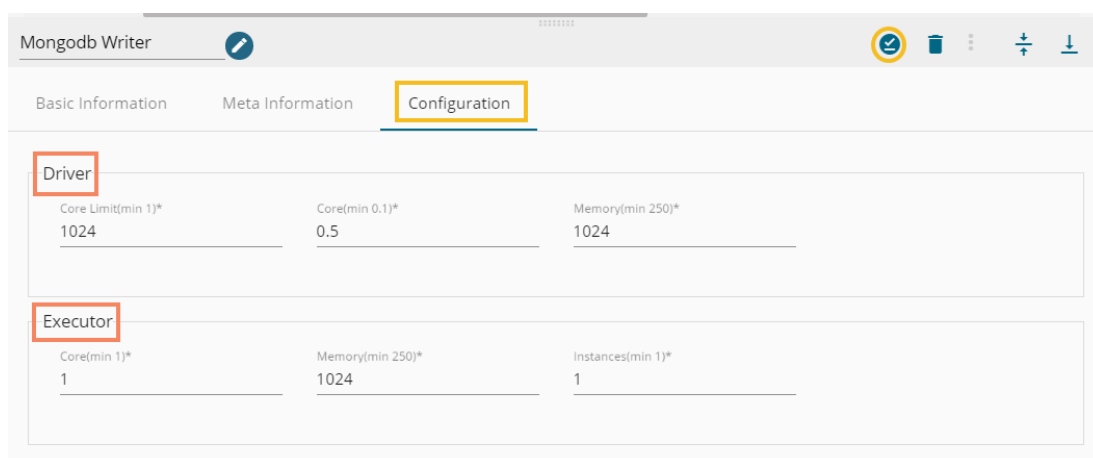 Mongodb Writer
Basic Information Meta Information Configuration
Driver
Core Limit(min 1)* Core(min 0.1)* Memory(min 250)*
1024 0.5 1024
Executor
Core(min 1)* Memory(min 250)* Instances(min 1)*
1 1024 1